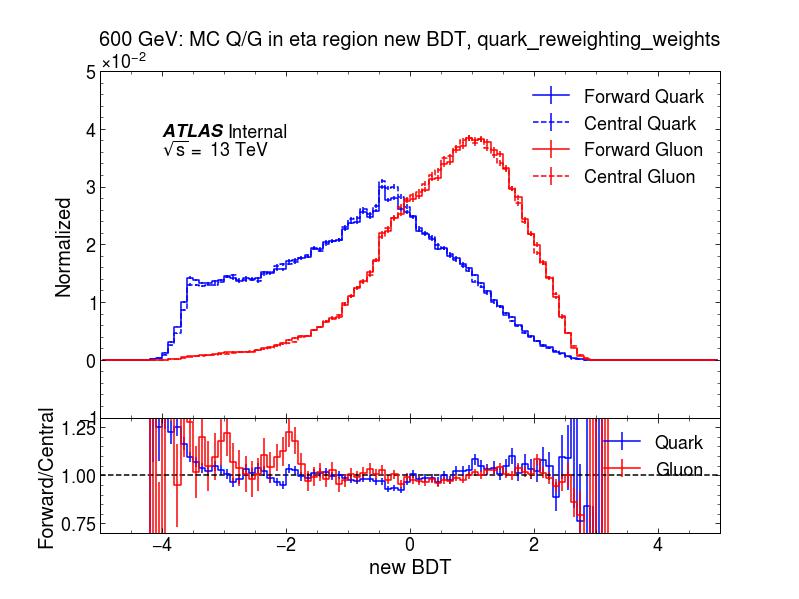 600 GeV: MC Q/G in eta region new BDT, quark_reweighting_weights
×10⁻²
5
4
3
2
1
0
−1
Normalized
ATLAS Internal
√s = 13 TeV
Forward Quark
Central Quark
Forward Gluon
Central Gluon
1.25
1.00
0.75
Forward/Central
Quark
Gluon
−4 −2 0 2 4
new BDT